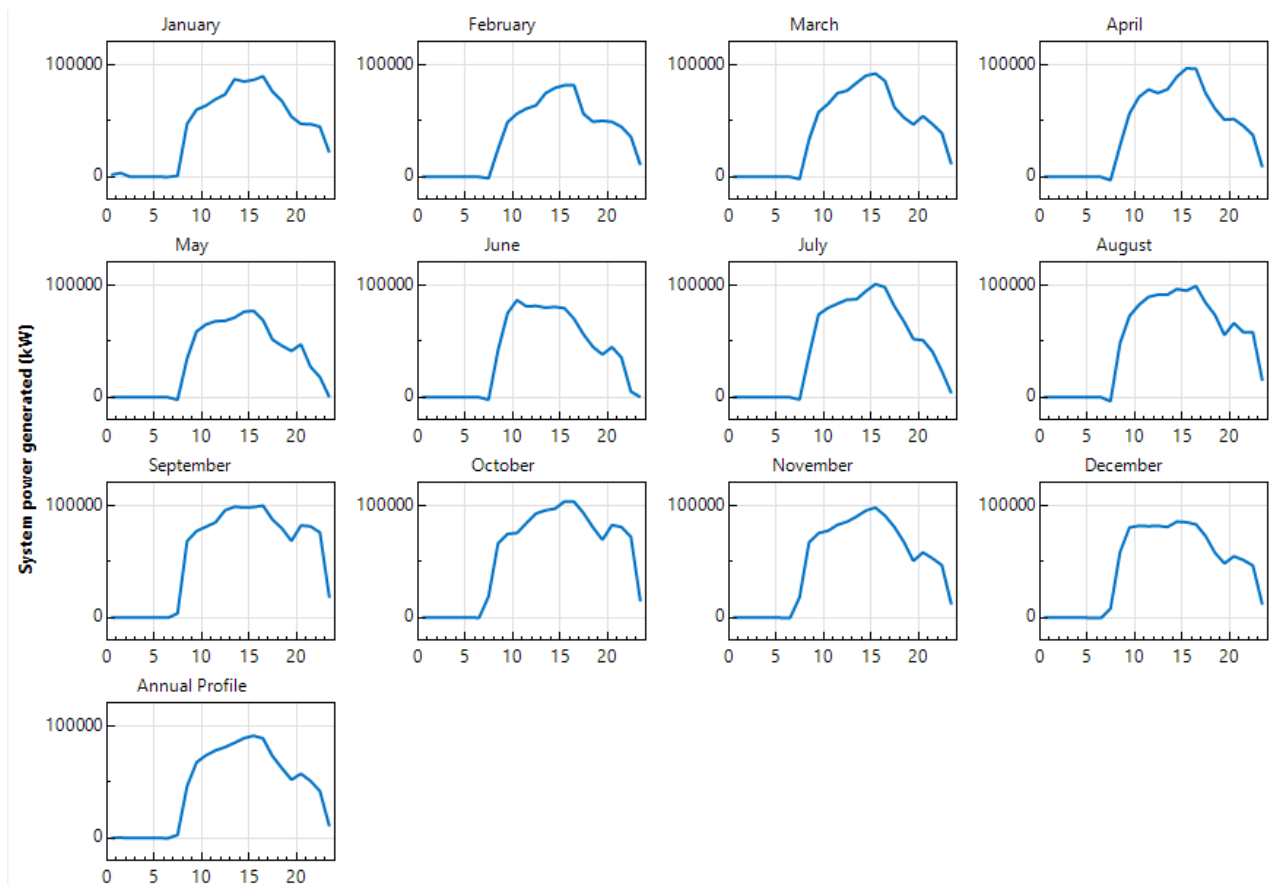 System power generated (kW)
January February March April
100000 100000 100000 100000
0 0 0 0
0 5 10 15 20 0 5 10 15 20 0 5 10 15 20 0 5 10 15 20
May June July August
100000 100000 100000 100000
0 0 0 0
0 5 10 15 20 0 5 10 15 20 0 5 10 15 20 0 5 10 15 20
September October November December
100000 100000 100000 100000
0 0 0 0
0 5 10 15 20 0 5 10 15 20 0 5 10 15 20 0 5 10 15 20
Annual Profile
100000
0
0 5 10 15 20